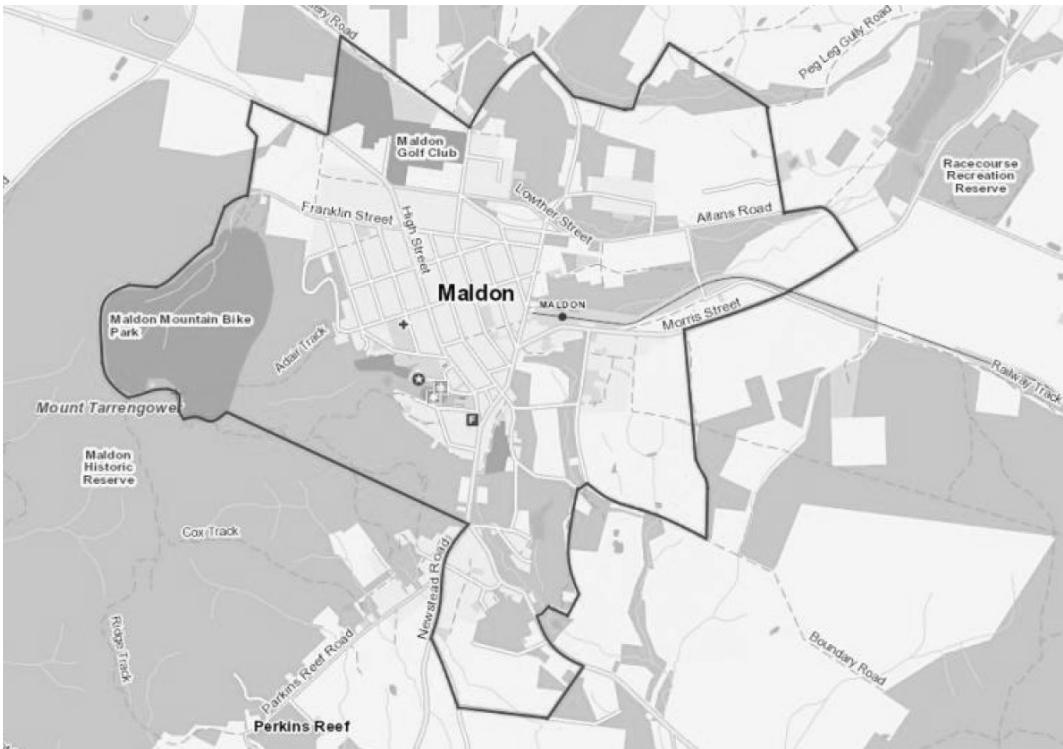 ery Road
Peg Leg Gully Road
Maldon
Golf Club
Racecourse
Recreation
Reserve
Franklin Street
High Street
Lowther Street
Allans Road
Maldon
MALDON
Morris Street
Maldon Mountain Bike
Park
Adair Track
Railway Track
Mount Tarrengower
F
Maldon
Historic
Reserve
Cox Track
Newstead Road
Ridge Track
Parkins Reef Road
Boundary Road
Perkins Reef